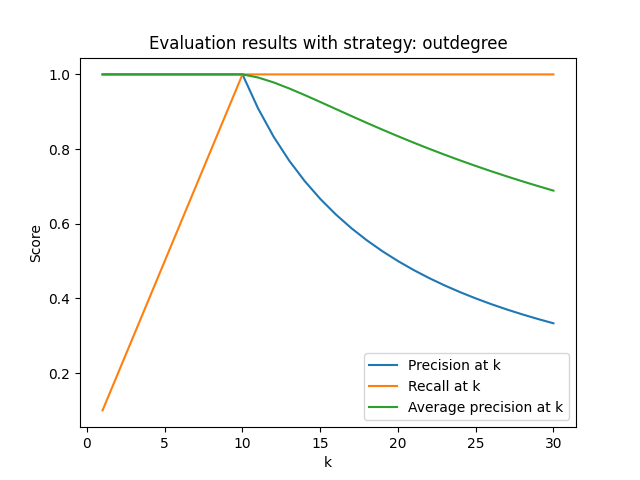 Evaluation results with strategy: outdegree
1.0
0.8
0.6
0.4
0.2
Score
0
5
10
15
20
25
30
k
Precision at k
Recall at k
Average precision at k